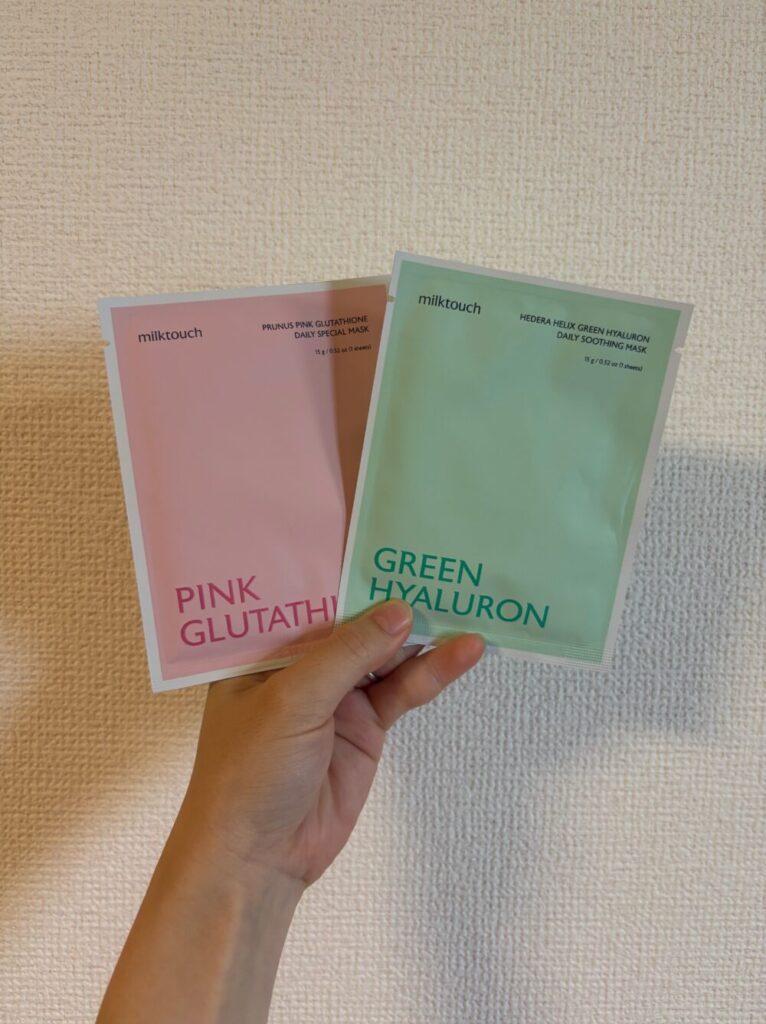 milktouch
PRUNUS PINK GLUTATHIONE
DAILY SPECIAL MASK
15 g / 0.52 oz (1 sheets)
PINK
GLUTATHI
milktouch
HEDERA HELIX GREEN HYALURON
DAILY SOOTHING MASK
15 g / 0.52 oz (1 sheets)
GREEN
HYALURON